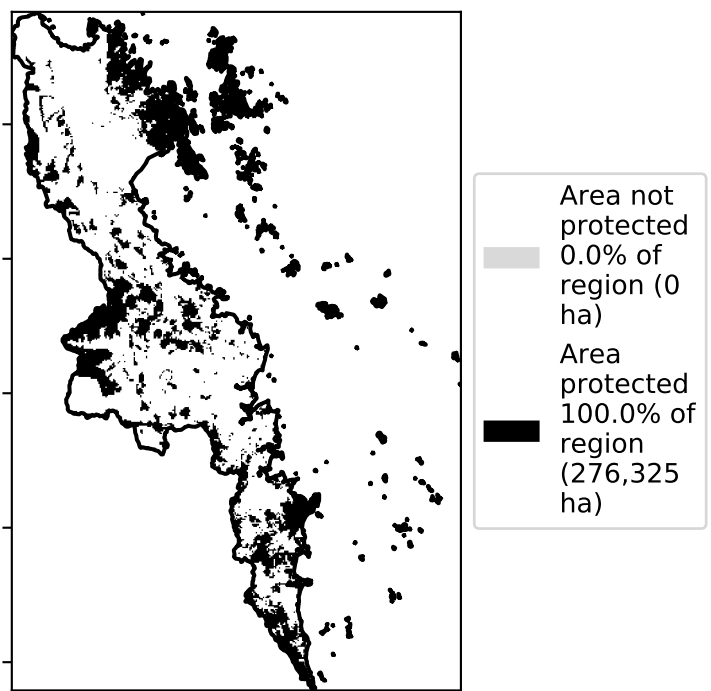 Area not
protected
0.0% of
region (0
ha)
Area
protected
100.0% of
region
(276,325
ha)